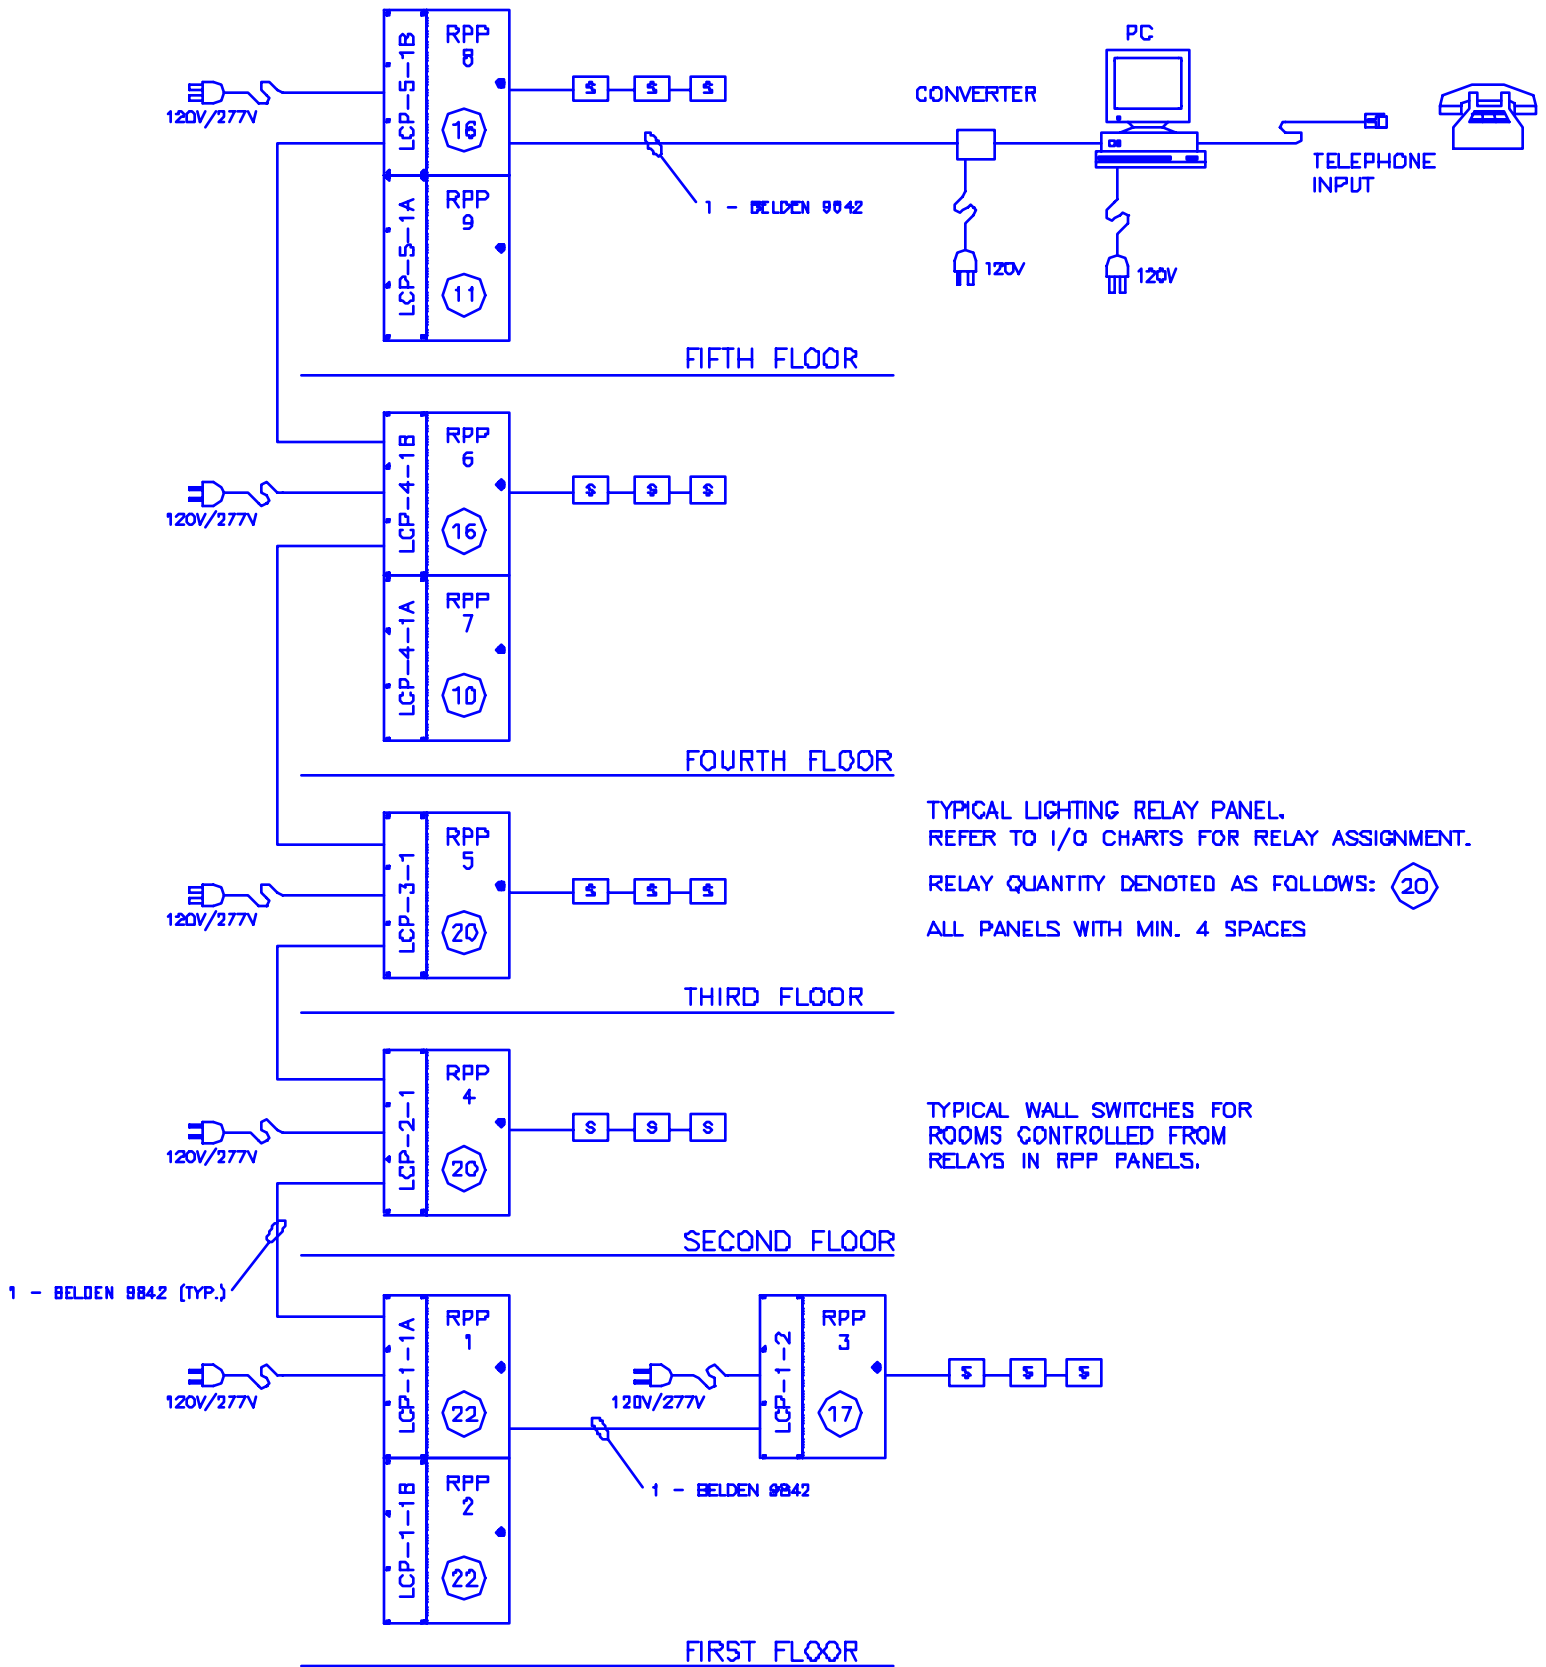 PC
RPP
8
LCP-5-1B
16
120V/277V
S S S
CONVERTER
TELEPHONE
INPUT
1 - BELDEN 9842
120V
120V
RPP
9
LCP-5-1A
11
FIFTH FLOOR
RPP
6
LCP-4-1B
16
120V/277V
S S S
RPP
7
LCP-4-1A
10
FOURTH FLOOR
TYPICAL LIGHTING RELAY PANEL.
REFER TO I/O CHARTS FOR RELAY ASSIGNMENT.
RELAY QUANTITY DENOTED AS FOLLOWS: 20
ALL PANELS WITH MIN. 4 SPACES
RPP
5
LCP-3-1
20
120V/277V
S S S
THIRD FLOOR
RPP
4
LCP-2-1
20
120V/277V
S S S
TYPICAL WALL SWITCHES FOR
ROOMS CONTROLLED FROM
RELAYS IN RPP PANELS.
SECOND FLOOR
1 - BELDEN 9842 (TYP.)
RPP
1
LCP-1-1A
22
120V/277V
RPP
3
LCP-1-2
17
120V/277V
S S S
1 - BELDEN 9842
RPP
2
LCP-1-1B
22
FIRST FLOOR